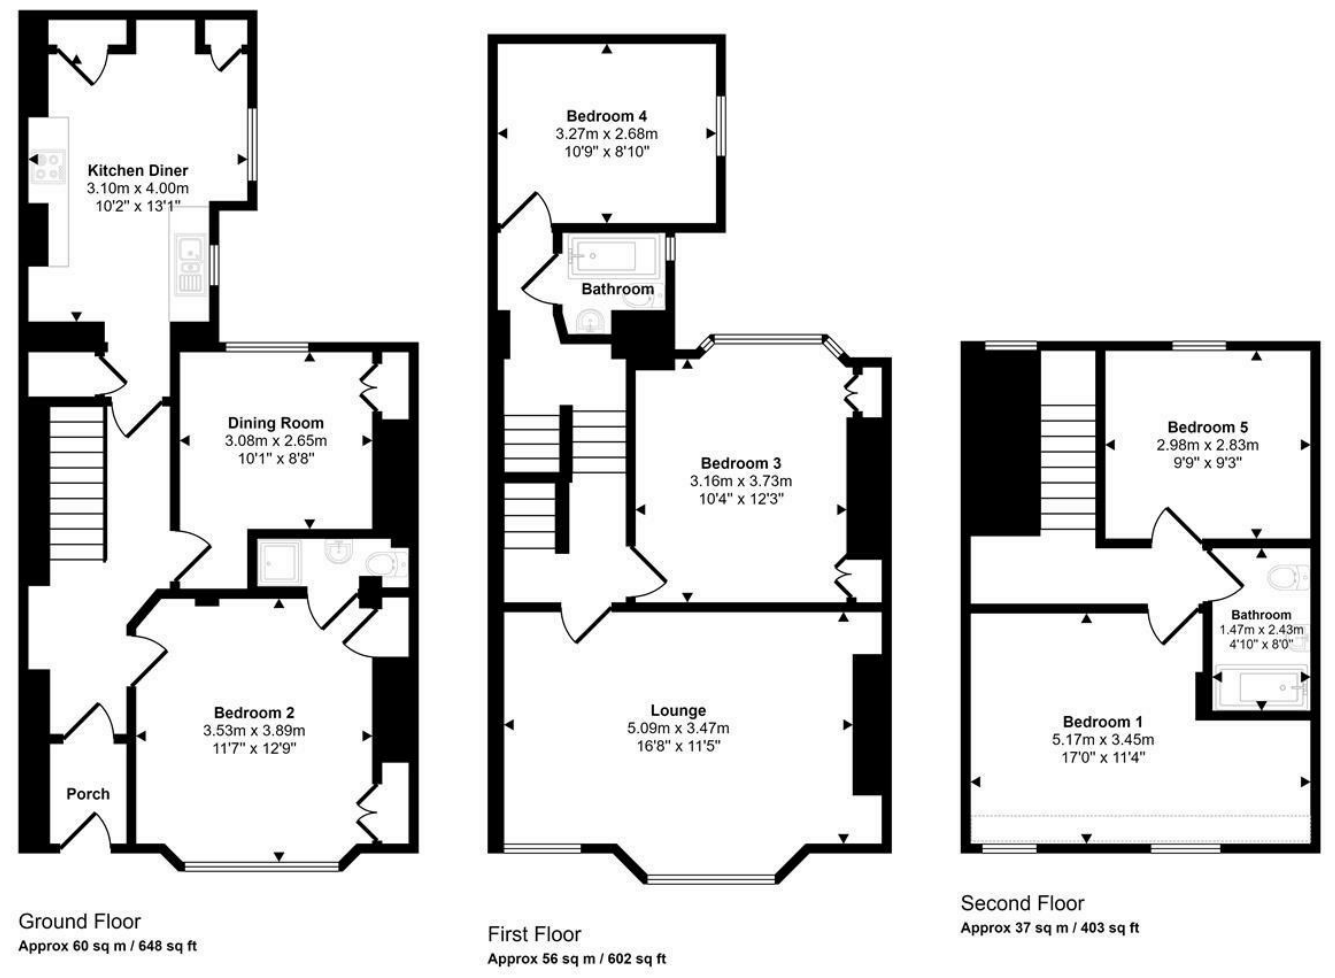 Kitchen Diner
3.10m x 4.00m
10'2" x 13'1"
Dining Room
3.08m x 2.65m
10'1" x 8'8"
Bedroom 2
3.53m x 3.89m
11'7" x 12'9"
Porch
Ground Floor
Approx 60 sq m / 648 sq ft
Bedroom 4
3.27m x 2.68m
10'9" x 8'10"
Bathroom
Bedroom 3
3.16m x 3.73m
10'4" x 12'3"
Lounge
5.09m x 3.47m
16'8" x 11'5"
First Floor
Approx 56 sq m / 602 sq ft
Bedroom 5
2.98m x 2.83m
9'9" x 9'3"
Bathroom
1.47m x 2.43m
4'10" x 8'0"
Bedroom 1
5.17m x 3.45m
17'0" x 11'4"
Second Floor
Approx 37 sq m / 403 sq ft